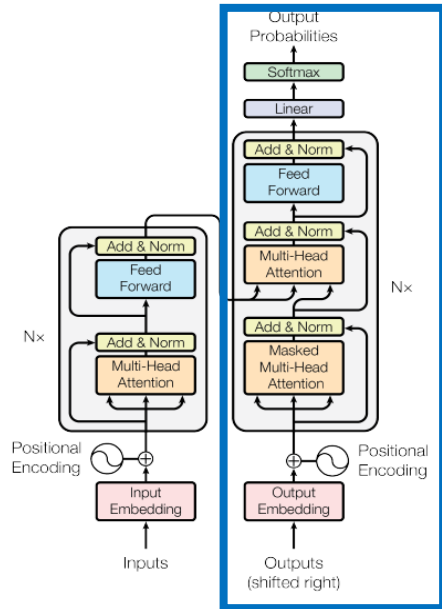 Output
Probabilities
Softmax
Linear
Add & Norm
Feed
Forward
Add & Norm
Multi-Head
Attention
Add & Norm
Masked
Multi-Head
Attention
Nx
Positional
Encoding
Output
Embedding
Outputs
(shifted right)
Add & Norm
Feed
Forward
Add & Norm
Multi-Head
Attention
Nx
Positional
Encoding
Input
Embedding
Inputs